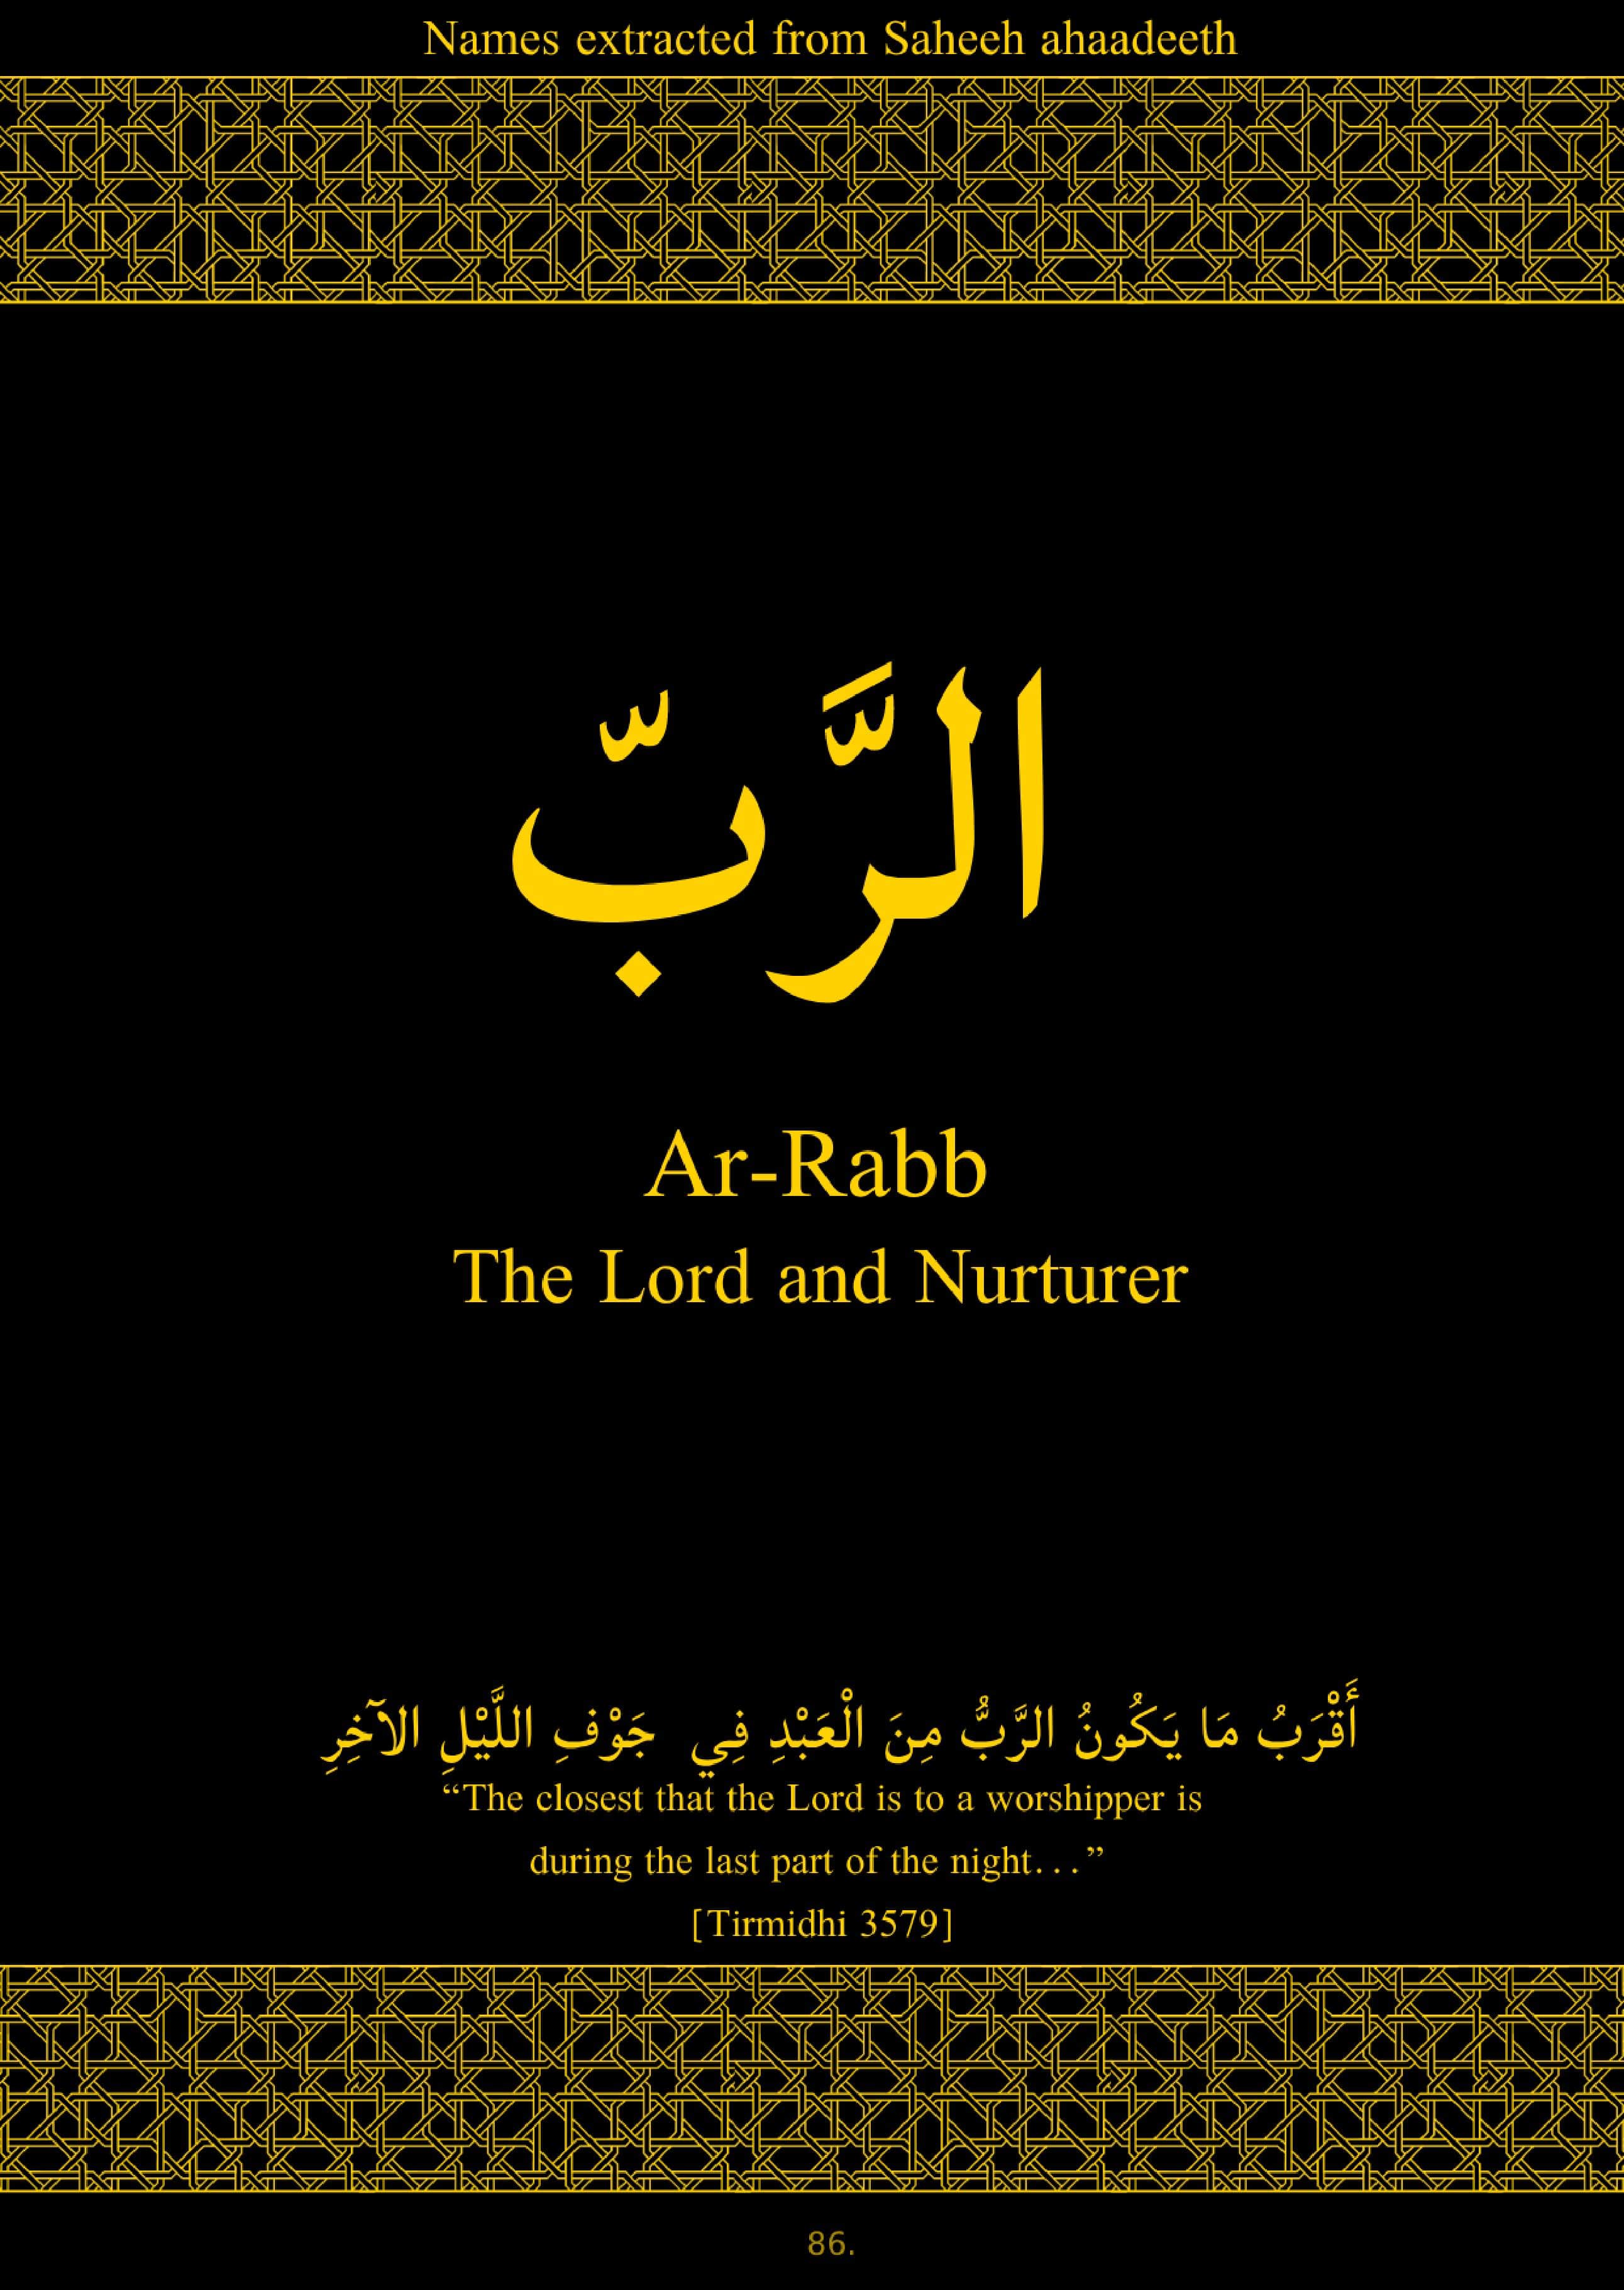 Names extracted from Saheeh ahaadeeth
الرَّبّ
Ar-Rabb
The Lord and Nurturer
أَقْرَبُ مَا يَكُونُ الرَّبُّ مِنَ الْعَبْدِ فِي جَوْفِ اللَّيْلِ الآخِرِ
“The closest that the Lord is to a worshipper is
during the last part of the night...”
[Tirmidhi 3579]
86.